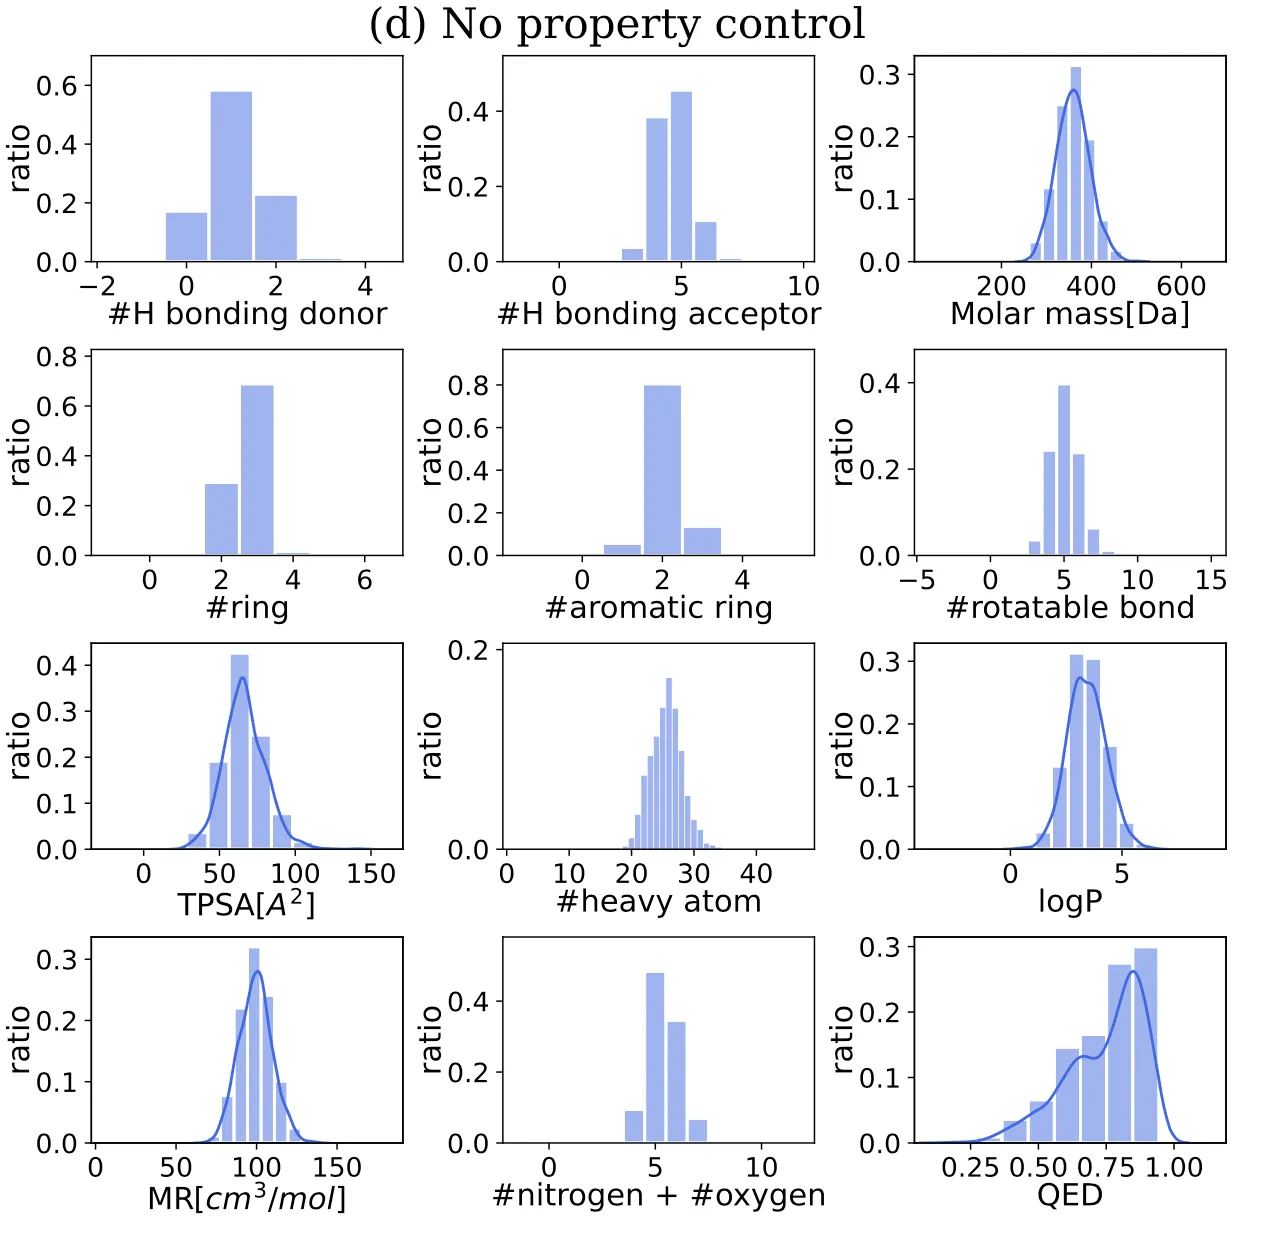 (d) No property control
ratio
0.6
0.4
0.2
0.0
−2 0 2 4
#H bonding donor
ratio
0.4
0.2
0.0
0 5 10
#H bonding acceptor
ratio
0.3
0.2
0.1
0.0
200 400 600
Molar mass[Da]
ratio
0.8
0.6
0.4
0.2
0.0
0 2 4 6
#ring
ratio
0.8
0.6
0.4
0.2
0.0
0 2 4
#aromatic ring
ratio
0.4
0.2
0.0
−5 0 5 10 15
#rotatable bond
ratio
0.4
0.3
0.2
0.1
0.0
0 50 100 150
TPSA[A²]
ratio
0.2
0.1
0.0
0 10 20 30 40
#heavy atom
ratio
0.3
0.2
0.1
0.0
0 5
logP
ratio
0.3
0.2
0.1
0.0
0 50 100 150
MR[cm³/mol]
ratio
0.4
0.2
0.0
0 5 10
#nitrogen + #oxygen
ratio
0.3
0.2
0.1
0.0
0.25 0.50 0.75 1.00
QED